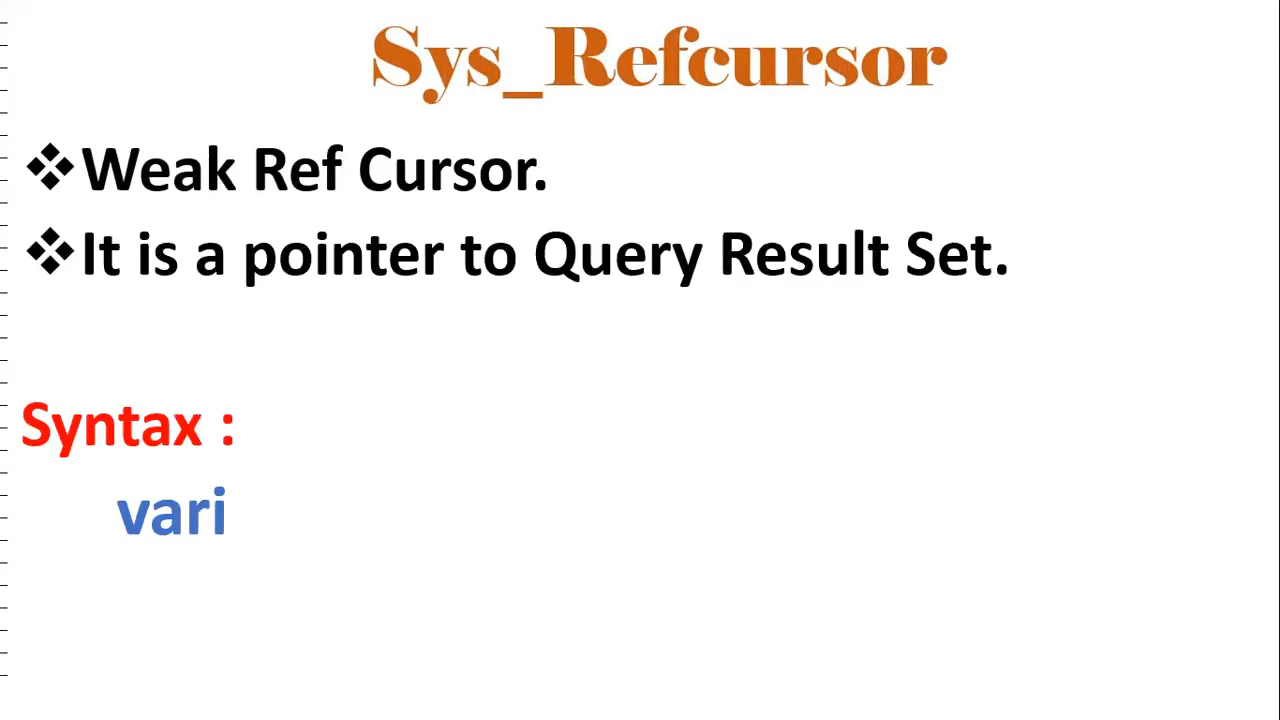 Sys_Refcursor
❖Weak Ref Cursor.
❖It is a pointer to Query Result Set.
Syntax :
vari